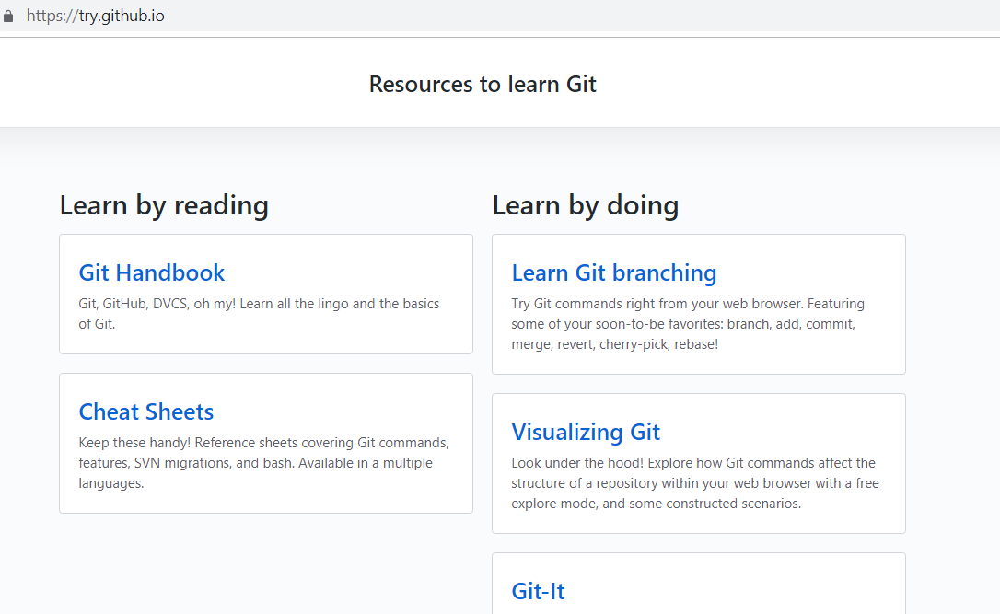 https://try.github.io
Resources to learn Git
Learn by reading
Git Handbook
Git, GitHub, DVCS, oh my! Learn all the lingo and the basics
of Git.
Cheat Sheets
Keep these handy! Reference sheets covering Git commands,
features, SVN migrations, and bash. Available in a multiple
languages.
Learn by doing
Learn Git branching
Try Git commands right from your web browser. Featuring
some of your soon-to-be favorites: branch, add, commit,
merge, revert, cherry-pick, rebase!
Visualizing Git
Look under the hood! Explore how Git commands affect the
structure of a repository within your web browser with a free
explore mode, and some constructed scenarios.
Git-It